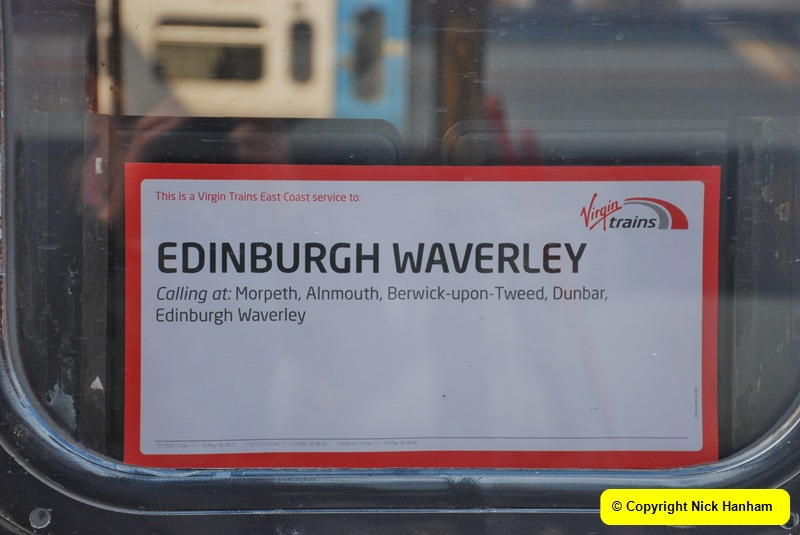 This is a Virgin Trains East Coast service to:
Virgin
trains
EDINBURGH WAVERLEY
Calling at: Morpeth, Alnmouth, Berwick-upon-Tweed, Dunbar,
Edinburgh Waverley
© Copyright Nick Hanham